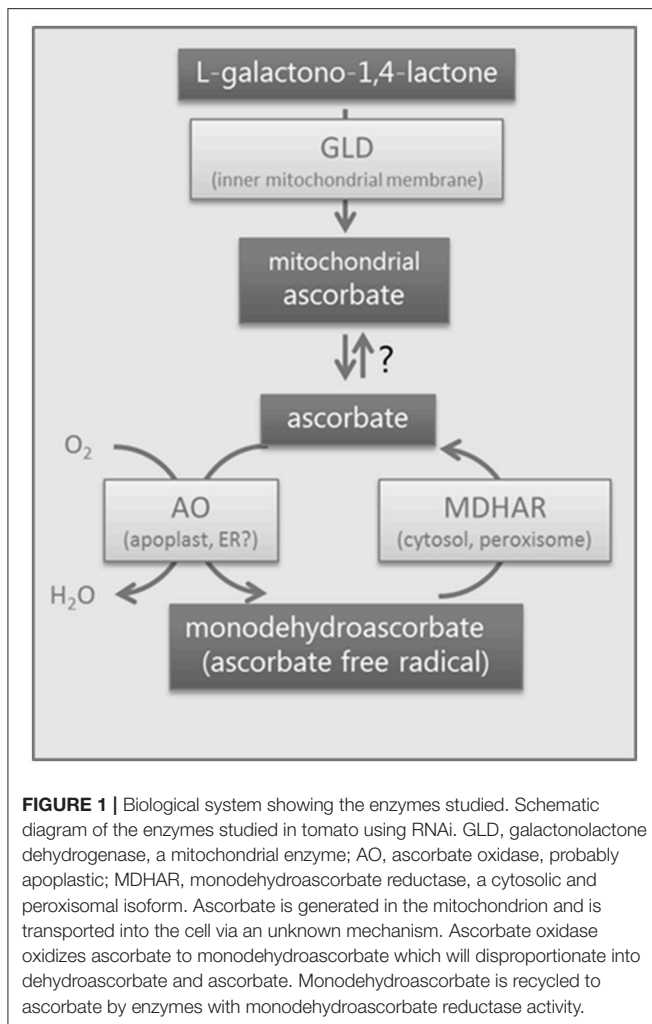 L-galactono-1,4-lactone
GLD
(inner mitochondrial membrane)
mitochondrial
ascorbate
?
ascorbate
O₂
AO
(apoplast, ER?)
MDHAR
(cytosol, peroxisome)
H₂O
monodehydroascorbate
(ascorbate free radical)
FIGURE 1 | Biological system showing the enzymes studied. Schematic
diagram of the enzymes studied in tomato using RNAi. GLD, galactonolactone
dehydrogenase, a mitochondrial enzyme; AO, ascorbate oxidase, probably
apoplastic; MDHAR, monodehydroascorbate reductase, a cytosolic and
peroxisomal isoform. Ascorbate is generated in the mitochondrion and is
transported into the cell via an unknown mechanism. Ascorbate oxidase
oxidizes ascorbate to monodehydroascorbate which will disproportionate into
dehydroascorbate and ascorbate. Monodehydroascorbate is recycled to
ascorbate by enzymes with monodehydroascorbate reductase activity.